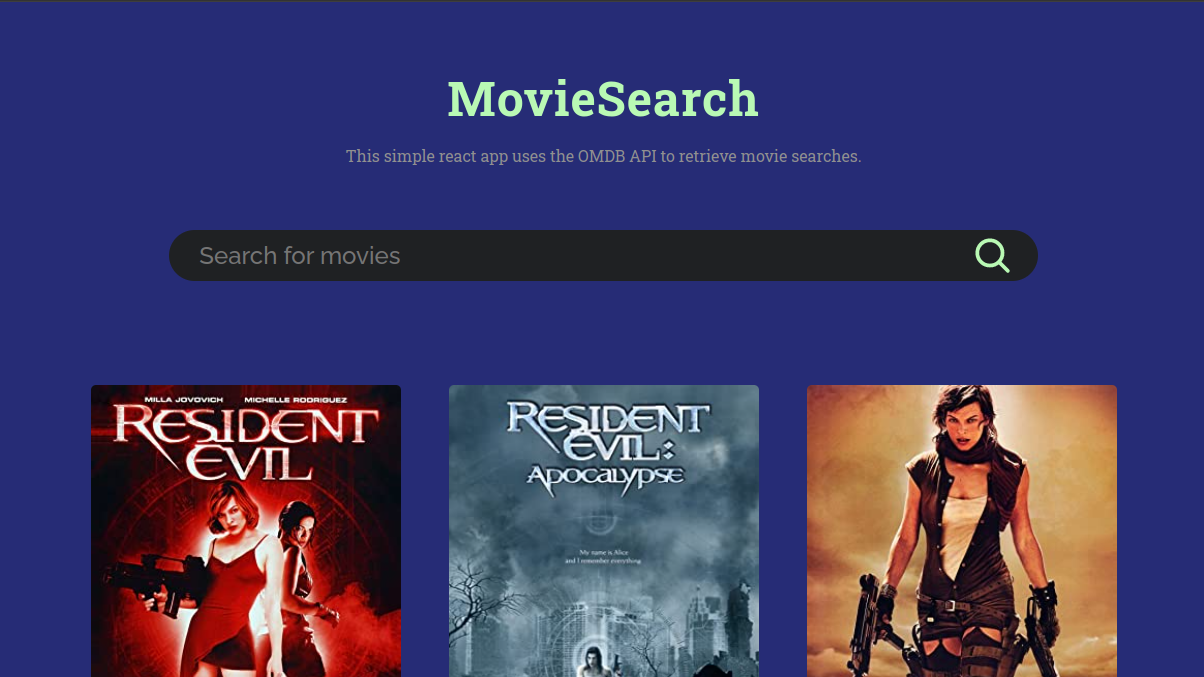 MovieSearch
This simple react app uses the OMDB API to retrieve movie searches.
Search for movies
MILLA JOVOVICH MICHELLE RODRIGUEZ
RESIDENT
EVIL
RESIDENT
EVIL:
APOCALYPSE
My name is Alice
and I remember everything.